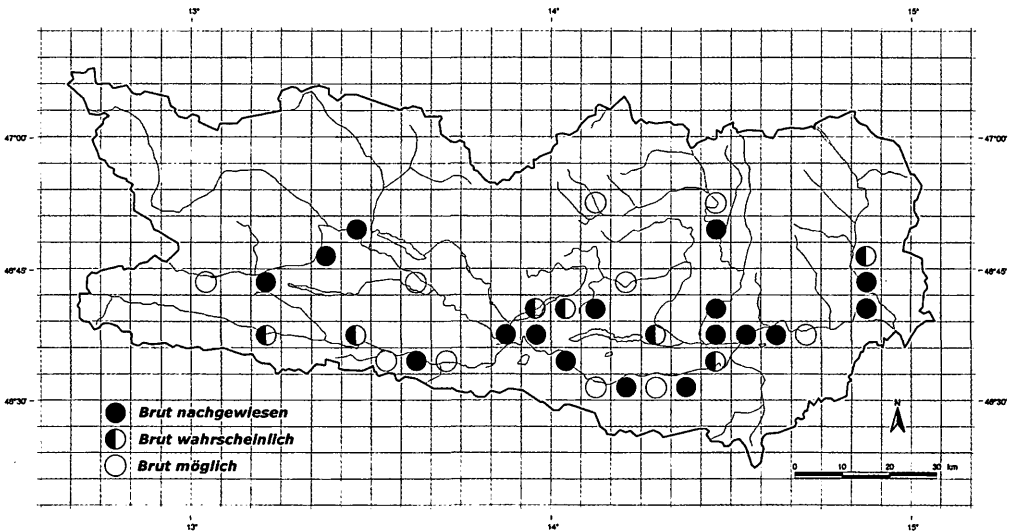 13° 14° 15°
47°00' 47°00'
46°45' 46°45'
46°30' 46°30'
Brut nachgewiesen
Brut wahrscheinlich
Brut möglich
N
0 10 20 30 km
13° 14° 15°